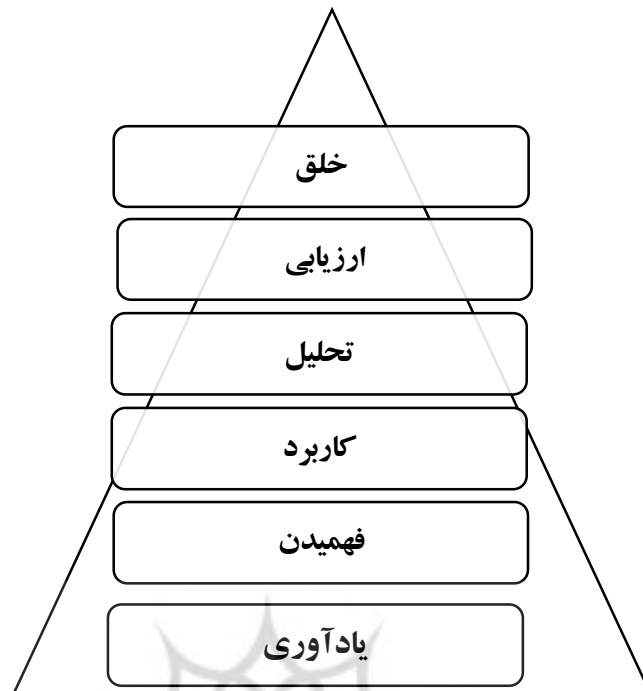 خلق
ارزیابی
تحلیل
کاربرد
فهمیدن
یادآوری